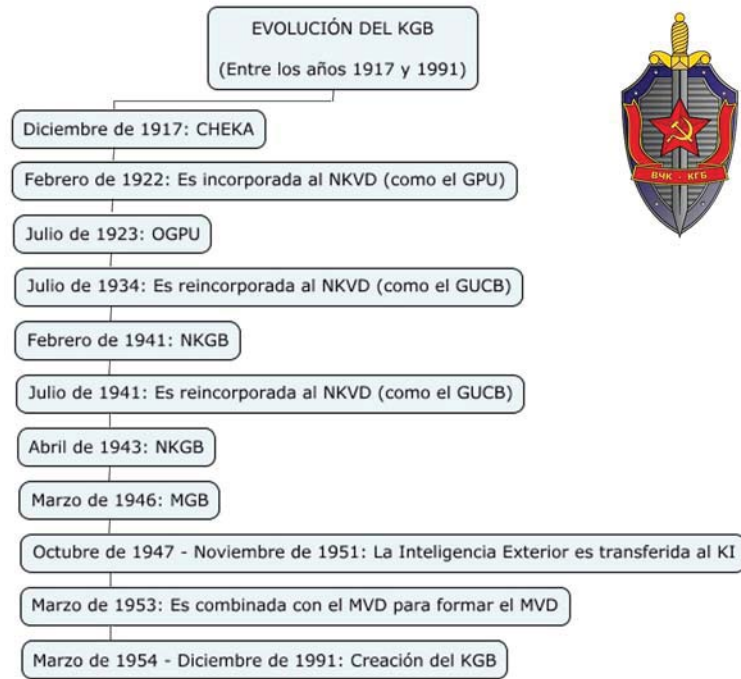 EVOLUCIÓN DEL KGB
(Entre los años 1917 y 1991)
Diciembre de 1917: CHEKA
Febrero de 1922: Es incorporada al NKVD (como el GPU)
Julio de 1923: OGPU
Julio de 1934: Es reincorporada al NKVD (como el GUCB)
Febrero de 1941: NKGB
Julio de 1941: Es reincorporada al NKVD (como el GUCB)
Abril de 1943: NKGB
Marzo de 1946: MGB
Octubre de 1947 - Noviembre de 1951: La Inteligencia Exterior es transferida al KI
Marzo de 1953: Es combinada con el MVD para formar el MVD
Marzo de 1954 - Diciembre de 1991: Creación del KGB
ВЧК - КГБ